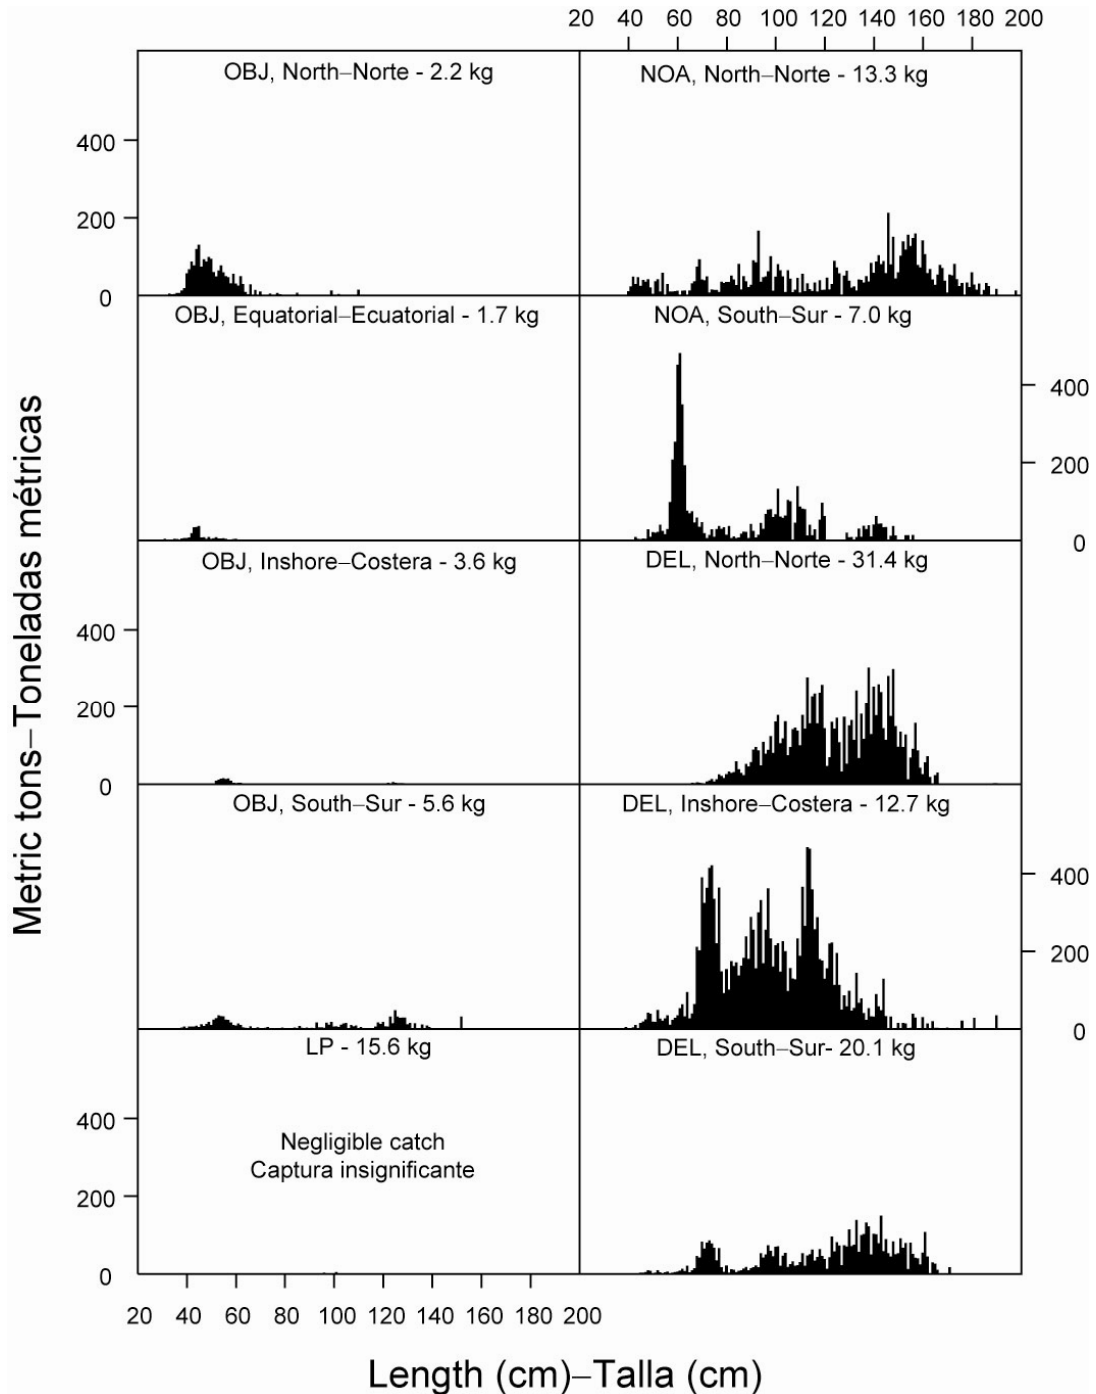 20 40 60 80 100 120 140 160 180 200
OBJ, North–Norte - 2.2 kg
NOA, North–Norte - 13.3 kg
400
200
0
OBJ, Equatorial–Ecuatorial - 1.7 kg
NOA, South–Sur - 7.0 kg
400
200
0
OBJ, Inshore–Costera - 3.6 kg
DEL, North–Norte - 31.4 kg
400
200
0
OBJ, South–Sur - 5.6 kg
DEL, Inshore–Costera - 12.7 kg
400
200
0
LP - 15.6 kg
DEL, South–Sur- 20.1 kg
400
200
0
Negligible catch
Captura insignificante
20 40 60 80 100 120 140 160 180 200
Metric tons–Toneladas métricas
Length (cm)–Talla (cm)